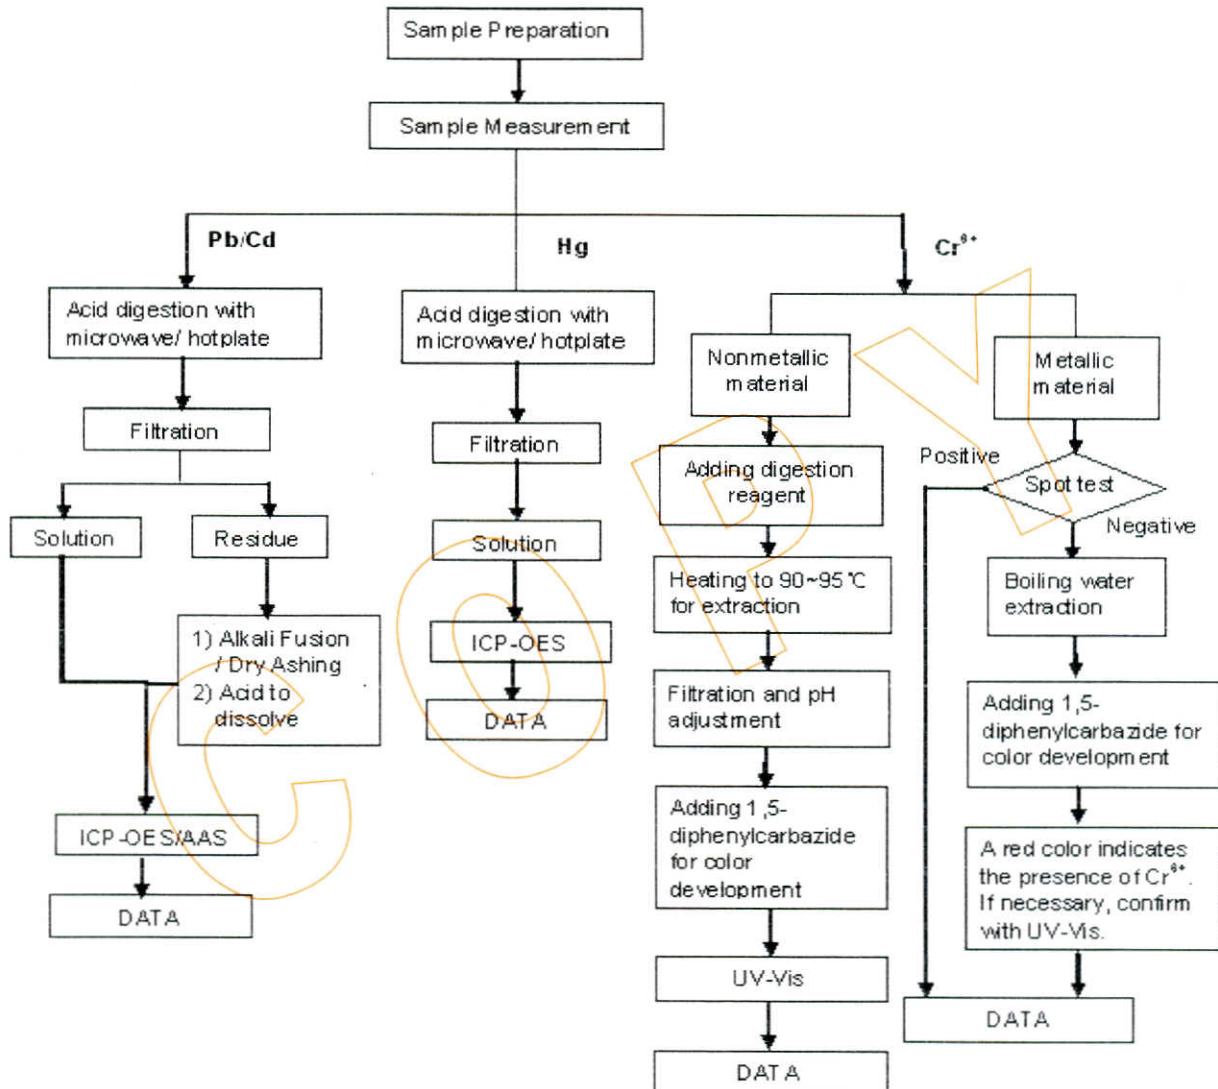 Sample Preparation
Sample Measurement
Pb/Cd
Hg
Cr⁶⁺
Acid digestion with
microwave/ hotplate
Filtration
Solution
Residue
1) Alkali Fusion
/ Dry Ashing
2) Acid to
dissolve
ICP-OES/AAS
DATA
Acid digestion with
microwave/ hotplate
Filtration
Solution
ICP-OES
DATA
Nonmetallic
material
Adding digestion
reagent
Heating to 90~95℃
for extraction
Filtration and pH
adjustment
Adding 1,5-
diphenylcarbazide
for color
development
UV-Vis
DATA
Metallic
material
Positive
Spot test
Negative
Boiling water
extraction
Adding 1,5-
diphenylcarbazide for
color development
A red color indicates
the presence of Cr⁶⁺.
If necessary, confirm
with UV-Vis.
DATA
COPY